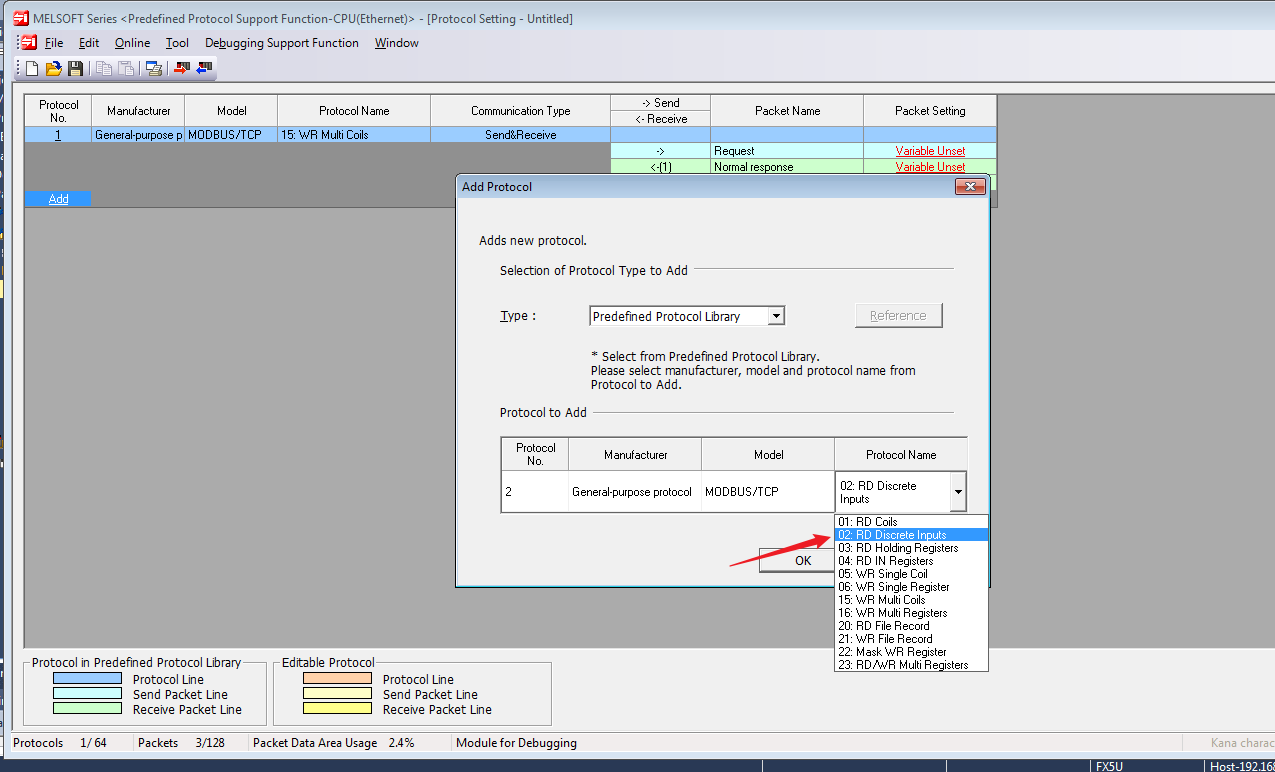 MELSOFT Series <Predefined Protocol Support Function-CPU(Ethernet)> - [Protocol Setting - Untitled]
File Edit Online Tool Debugging Support Function Window
Protocol No. Manufacturer Model Protocol Name Communication Type -> Send <- Receive Packet Name Packet Setting
1 General-purpose p MODBUS/TCP 15: WR Multi Coils Send&Receive
-> Request Variable Unset
<-(1) Normal response Variable Unset
Add
Add Protocol
Adds new protocol.
Selection of Protocol Type to Add
Type : Predefined Protocol Library Reference
* Select from Predefined Protocol Library.
Please select manufacturer, model and protocol name from
Protocol to Add.
Protocol to Add
Protocol No. Manufacturer Model Protocol Name
2 General-purpose protocol MODBUS/TCP 02: RD Discrete
Inputs
01: RD Coils
02: RD Discrete Inputs
03: RD Holding Registers
04: RD IN Registers
OK
05: WR Single Coil
06: WR Single Register
15: WR Multi Coils
16: WR Multi Registers
20: RD File Record
21: WR File Record
22: Mask WR Register
23: RD/WR Multi Registers
Protocol in Predefined Protocol Library
Protocol Line
Send Packet Line
Receive Packet Line
Editable Protocol
Protocol Line
Send Packet Line
Receive Packet Line
Protocols 1/ 64 Packets 3/128 Packet Data Area Usage 2.4% Module for Debugging Kana charac
FX5U Host-192.168